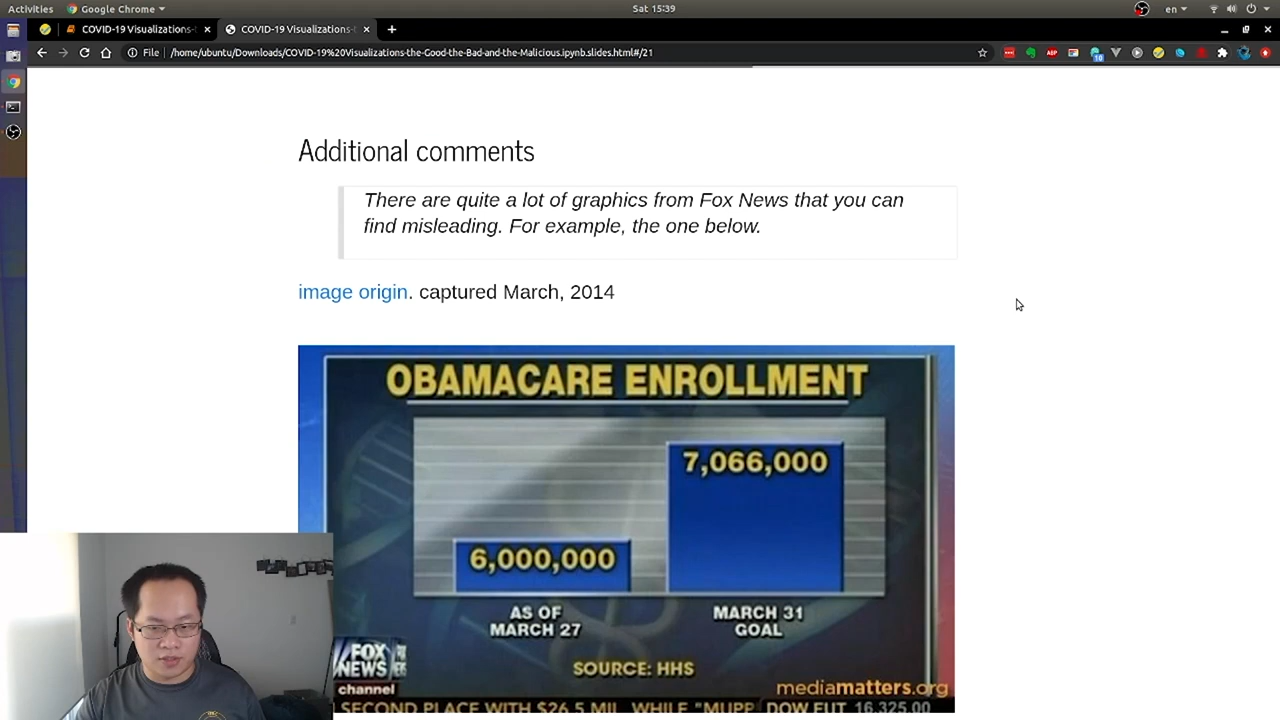 Activities
Google Chrome
Sat 15:39
en
COVID-19 Visualizations-t
COVID-19 Visualizations-t
File
/home/ubuntu/Downloads/COVID-19%20Visualizations-the-Good-the-Bad-and-the-Malicious.ipynb.slides.html#/21
ABP
10
Additional comments
There are quite a lot of graphics from Fox News that you can
find misleading. For example, the one below.
image origin. captured March, 2014
OBAMACARE ENROLLMENT
6,000,000
7,066,000
AS OF
MARCH 27
MARCH 31
GOAL
SOURCE: HHS
FOX
NEWS
channel
mediamatters.org
SECOND PLACE WITH $26.5 MIL, WHILE "MUPP
DOW FUT 16,325.00